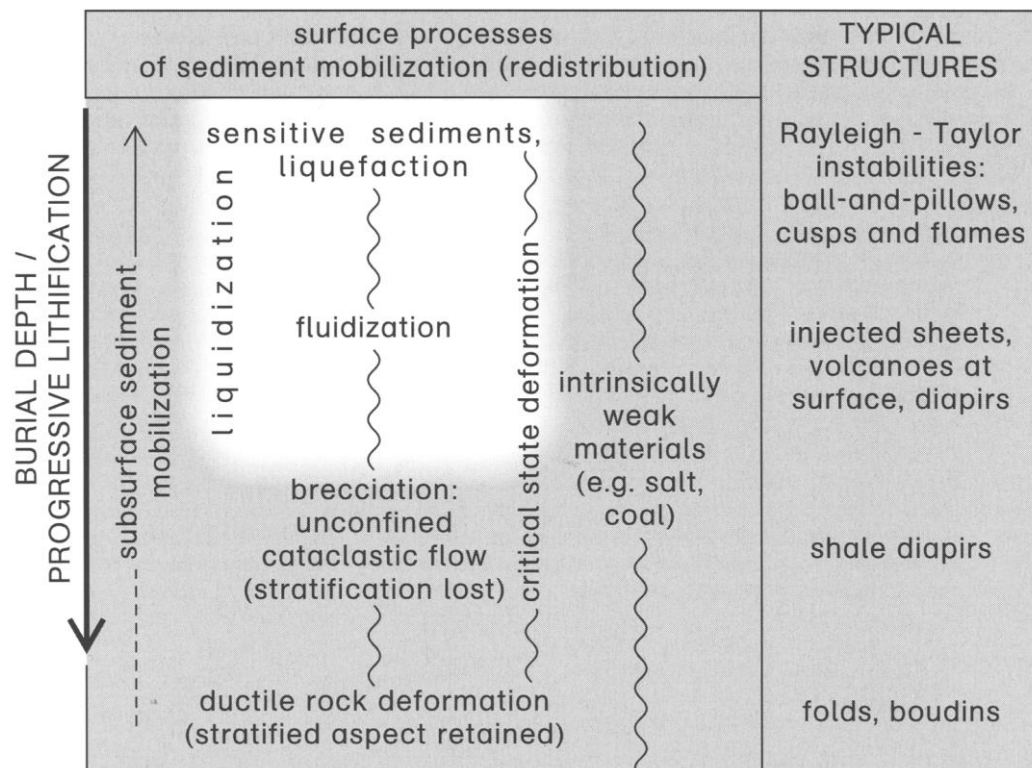 surface processes
of sediment mobilization (redistribution)
TYPICAL
STRUCTURES
BURIAL DEPTH /
PROGRESSIVE LITHIFICATION
subsurface sediment
mobilization
liquidization
sensitive sediments,
liquefaction
fluidization
brecciation:
unconfined
cataclastic flow
(stratification lost)
ductile rock deformation
(stratified aspect retained)
critical state deformation
intrinsically
weak
materials
(e.g. salt,
coal)
Rayleigh - Taylor
instabilities:
ball-and-pillows,
cusps and flames
injected sheets,
volcanoes at
surface, diapirs
shale diapirs
folds, boudins